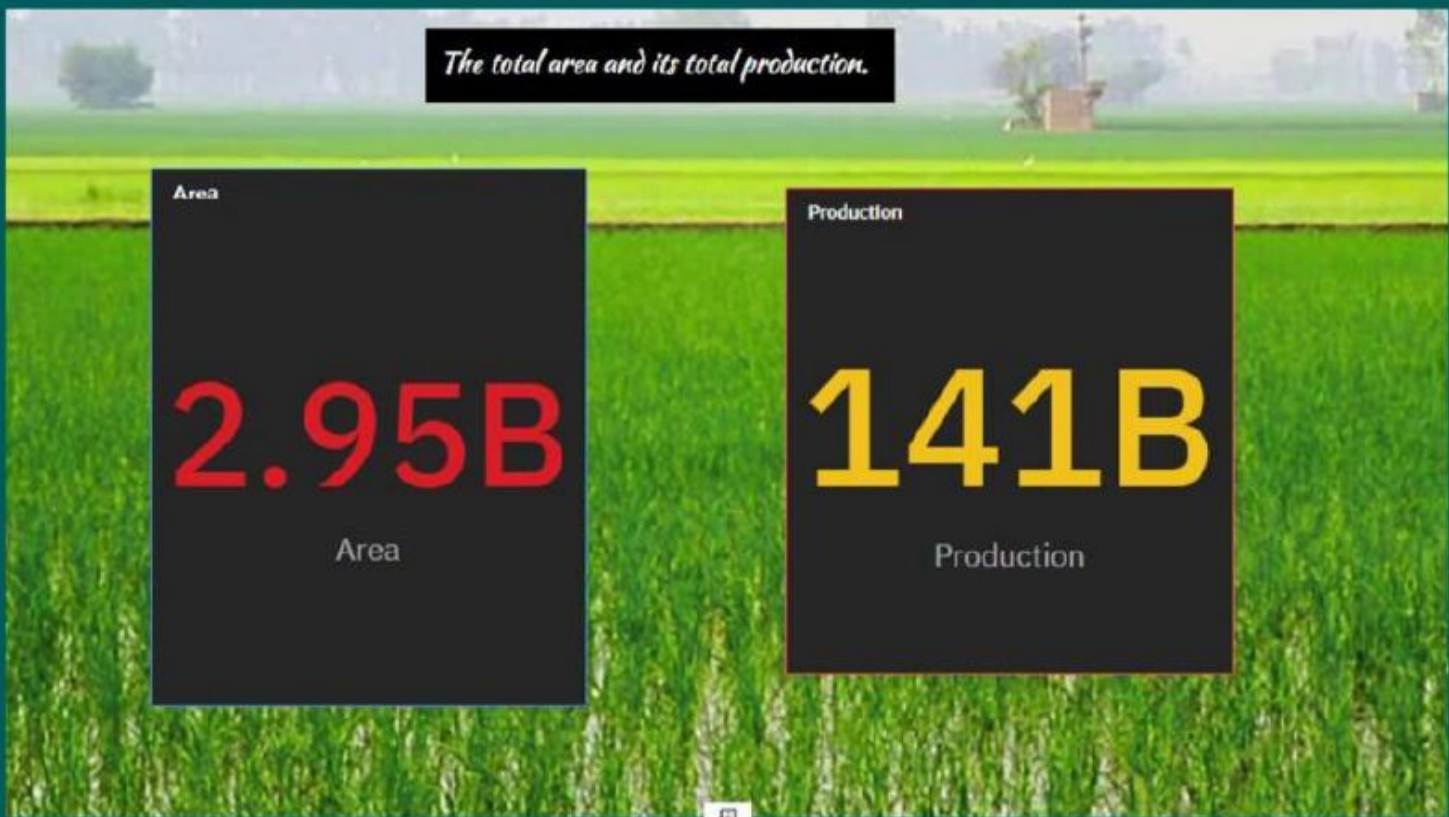 The total area and its total production.
Area
2.95B
Area
Production
141B
Production